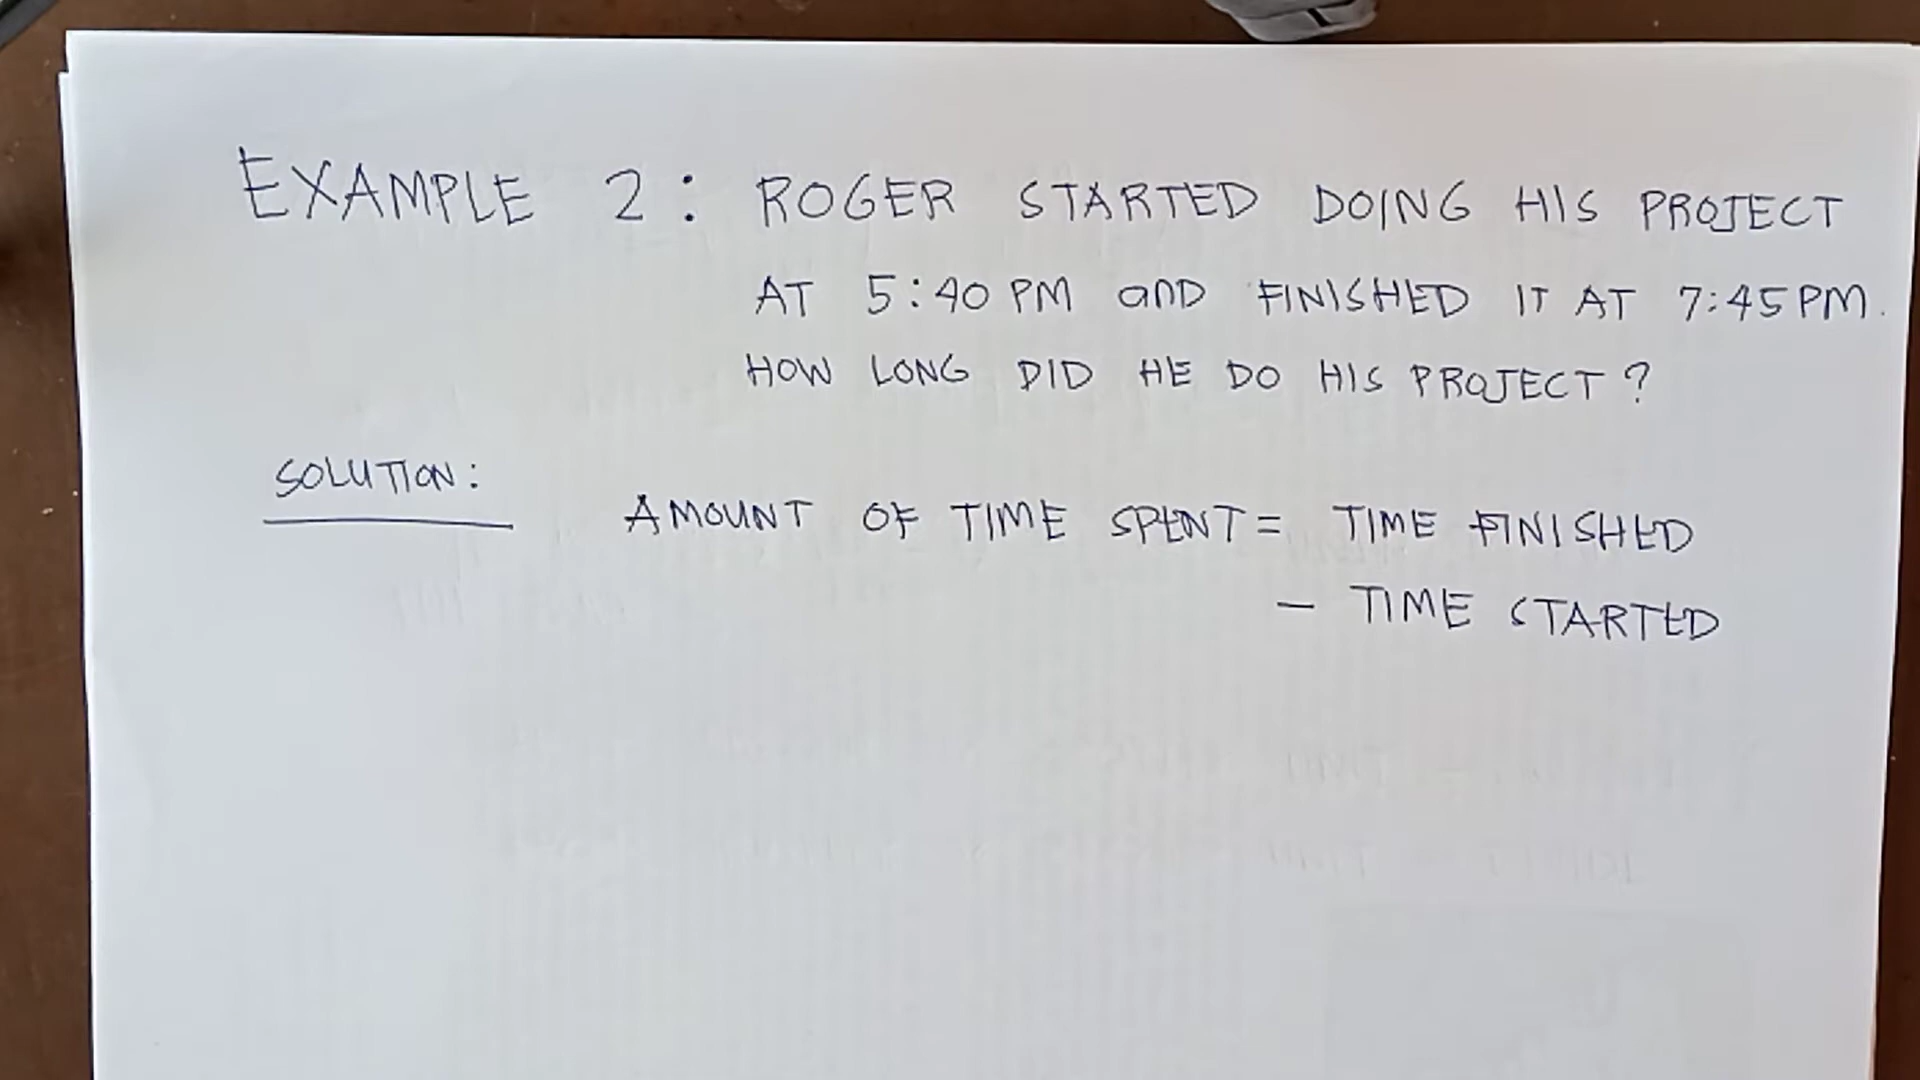 EXAMPLE 2: ROGER STARTED DOING HIS PROJECT
AT 5:40 PM and FINISHED IT AT 7:45 PM.
HOW LONG DID HE DO HIS PROJECT?
SOLUTION:
AMOUNT OF TIME SPENT = TIME FINISHED
- TIME STARTED